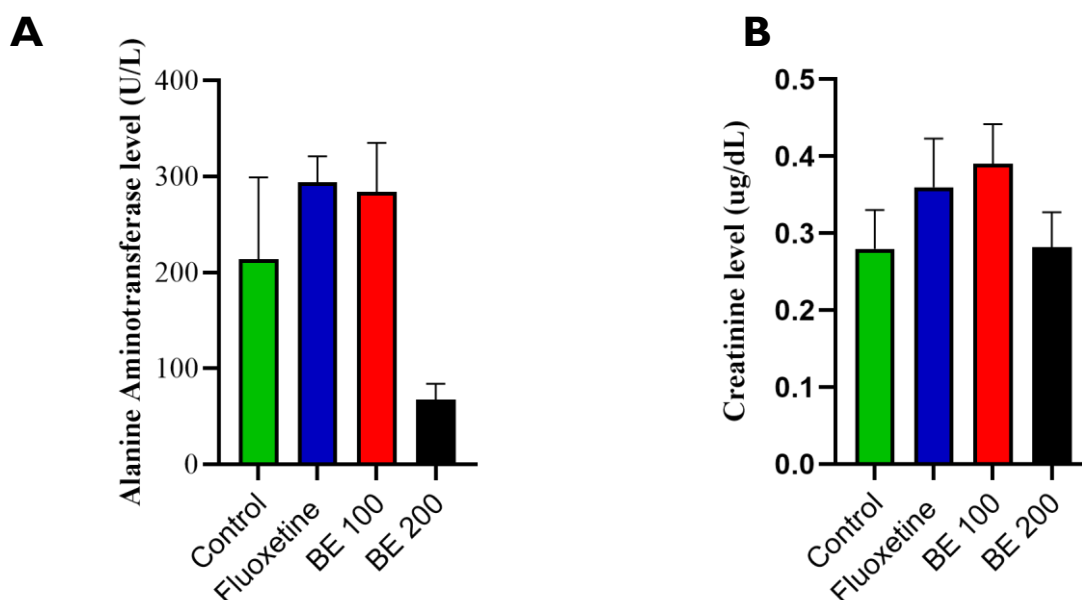 A
Alanine Aminotransferase level (U/L)
400
300
200
100
0
Control
Fluoxetine
BE 100
BE 200
B
Creatinine level (ug/dL)
0.5
0.4
0.3
0.2
0.1
0.0
Control
Fluoxetine
BE 100
BE 200